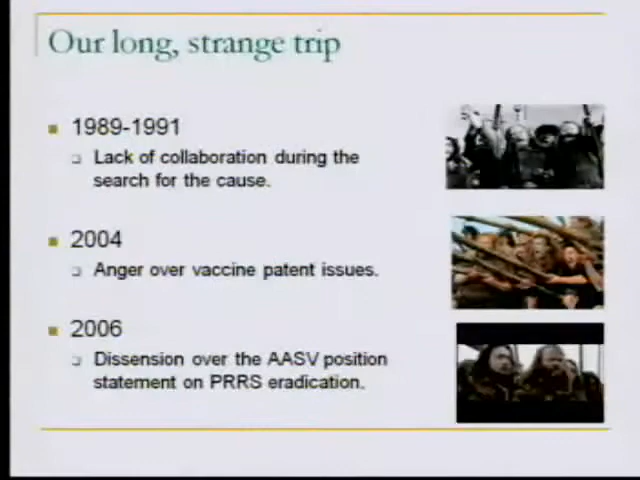 Our long, strange trip
1989-1991
Lack of collaboration during the
search for the cause.
2004
Anger over vaccine patent issues.
2006
Dissension over the AASV position
statement on PRRS eradication.